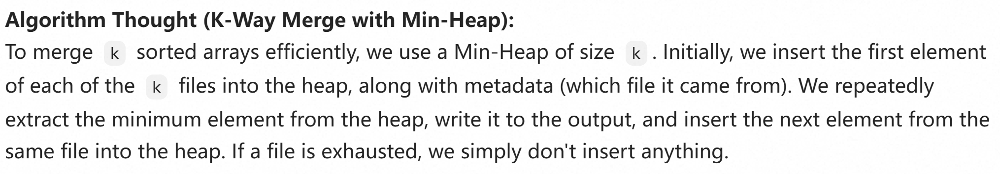 Algorithm Thought (K-Way Merge with Min-Heap):
To merge k sorted arrays efficiently, we use a Min-Heap of size k . Initially, we insert the first element
of each of the k files into the heap, along with metadata (which file it came from). We repeatedly
extract the minimum element from the heap, write it to the output, and insert the next element from the
same file into the heap. If a file is exhausted, we simply don't insert anything.